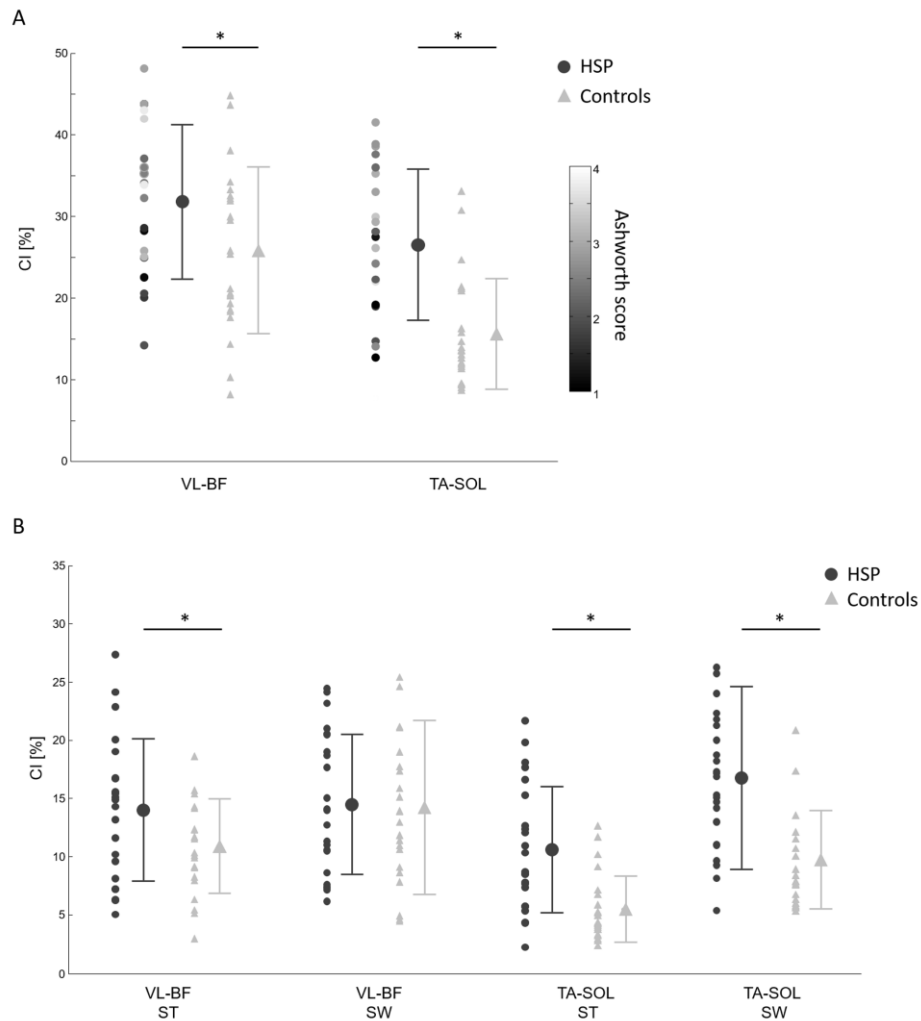 A
*
*
HSP
Controls
50
40
30
20
10
0
CI [%]
4
3
2
1
Ashworth score
VL-BF
TA-SOL
B
HSP
Controls
*
*
*
35
30
25
20
15
10
5
0
CI [%]
VL-BF
ST
VL-BF
SW
TA-SOL
ST
TA-SOL
SW